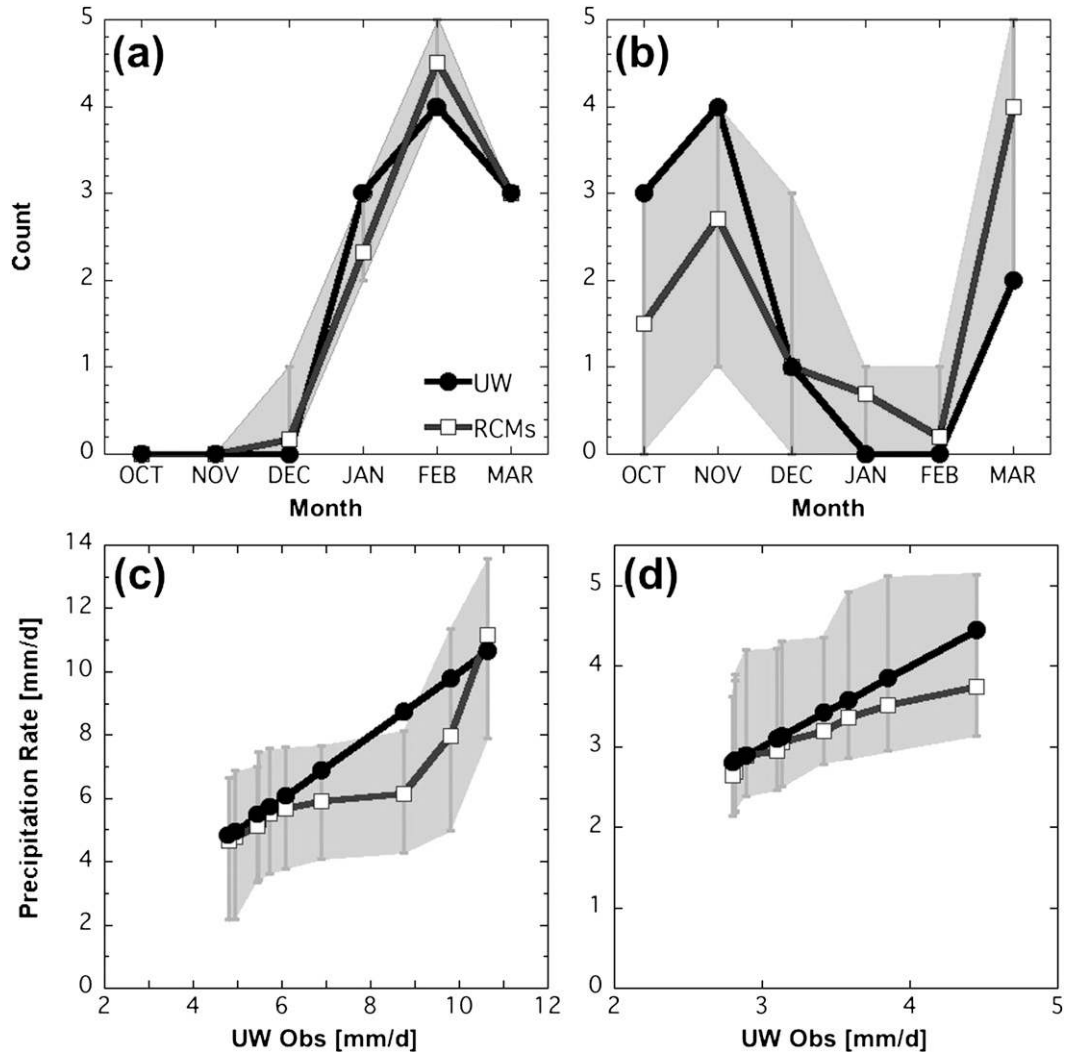 (a)
(b)
5
4
3
2
1
0
Count
UW
RCMs
OCT NOV DEC JAN FEB MAR
Month
5
4
3
2
1
0
OCT NOV DEC JAN FEB MAR
Month
(c)
(d)
14
12
10
8
6
4
2
0
Precipitation Rate [mm/d]
2 4 6 8 10 12
UW Obs [mm/d]
5
4
3
2
1
0
2 3 4 5
UW Obs [mm/d]